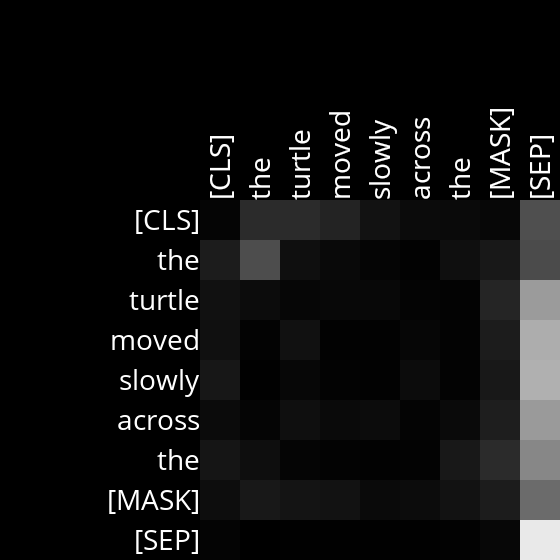 [CLS] the turtle moved slowly across the [MASK] [SEP]
[CLS]
the
turtle
moved
slowly
across
the
[MASK]
[SEP]